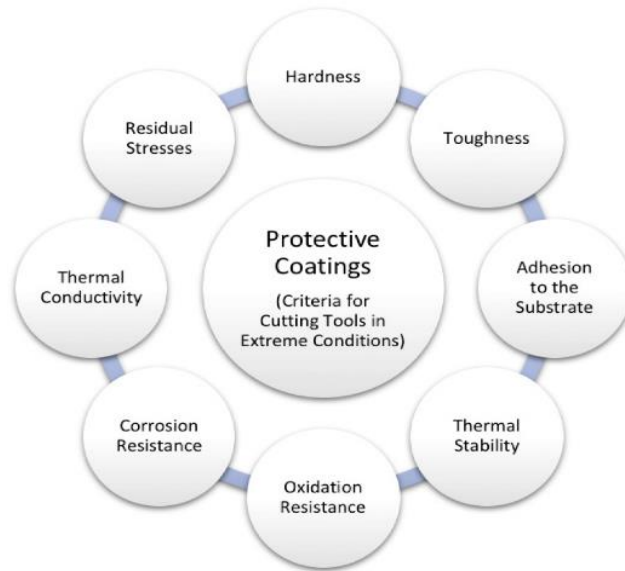 Protective
Coatings
(Criteria for
Cutting Tools in
Extreme Conditions)
Hardness
Toughness
Adhesion
to the
Substrate
Thermal
Stability
Oxidation
Resistance
Corrosion
Resistance
Thermal
Conductivity
Residual
Stresses